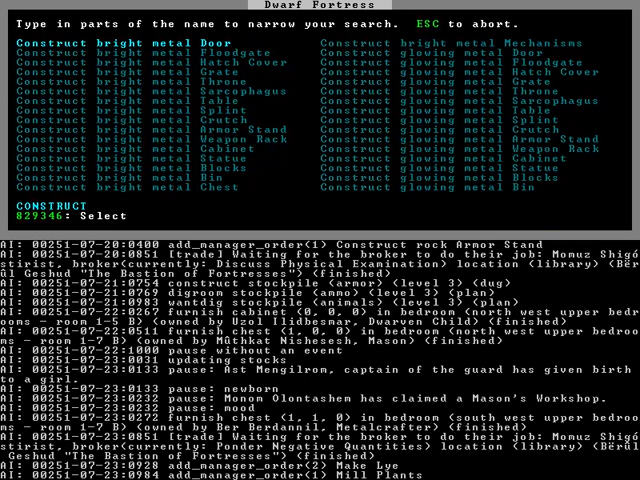 Dwarf Fortress
Type in parts of the name to narrow your search.  ESC to abort.
Construct bright metal Door
Construct bright metal Floodgate
Construct bright metal Hatch Cover
Construct bright metal Grate
Construct bright metal Throne
Construct bright metal Sarcophagus
Construct bright metal Table
Construct bright metal Splint
Construct bright metal Crutch
Construct bright metal Armor Stand
Construct bright metal Weapon Rack
Construct bright metal Cabinet
Construct bright metal Statue
Construct bright metal Blocks
Construct bright metal Bin
Construct bright metal Chest
Construct bright metal Mechanisms
Construct glowing metal Door
Construct glowing metal Floodgate
Construct glowing metal Hatch Cover
Construct glowing metal Grate
Construct glowing metal Throne
Construct glowing metal Sarcophagus
Construct glowing metal Table
Construct glowing metal Splint
Construct glowing metal Crutch
Construct glowing metal Armor Stand
Construct glowing metal Weapon Rack
Construct glowing metal Cabinet
Construct glowing metal Statue
Construct glowing metal Blocks
Construct glowing metal Bin
CONSTRUCT
829346: Select
AI: 00251-07-20:0400 add_manager_order(1) Construct rock Armor Stand
AI: 00251-07-20:0851 [trade] Waiting for the broker to do their job: Momuz Shigó
stirist, broker(currently: Discuss Physical Examination) location (library) (Bër
ûl Geshud "The Bastion of Fortresses") (finished)
AI: 00251-07-21:0754 construct stockpile (armor) (level 3) (dug)
AI: 00251-07-21:0769 digroom stockpile (ammo) (level 3) (plan)
AI: 00251-07-21:0983 wantdig stockpile (animals) (level 3) (plan)
AI: 00251-07-22:0267 furnish cabinet (0, 0, 0) in bedroom (north west upper bedr
ooms - room 1-5 B) (owned by Uzol Ilidbesmar, Dwarven Child) (finished)
AI: 00251-07-22:0511 furnish chest (1, 0, 0) in bedroom (north west upper bedroo
ms - room 1-7 B) (owned by Mûthkat Nishesesh, Mason) (finished)
AI: 00251-07-22:1000 pause without an event
AI: 00251-07-23:0031 updating stocks
AI: 00251-07-23:0133 pause: Ast Mengilrom, captain of the guard has given birth
to a girl.
AI: 00251-07-23:0133 pause: newborn
AI: 00251-07-23:0232 pause: Monom Olontashem has claimed a Mason's Workshop.
AI: 00251-07-23:0232 pause: mood
AI: 00251-07-23:0272 furnish chest (1, 1, 0) in bedroom (south west upper bedroo
ms - room 1-7 B) (owned by Ber Berdannil, Metalcrafter) (finished)
AI: 00251-07-23:0851 [trade] Waiting for the broker to do their job: Momuz Shigó
stirist, broker(currently: Ponder Negative Quantities) location (library) (Bërûl
 Geshud "The Bastion of Fortresses") (finished)
AI: 00251-07-23:0928 add_manager_order(2) Make Lye
AI: 00251-07-23:0984 add_manager_order(1) Mill Plants